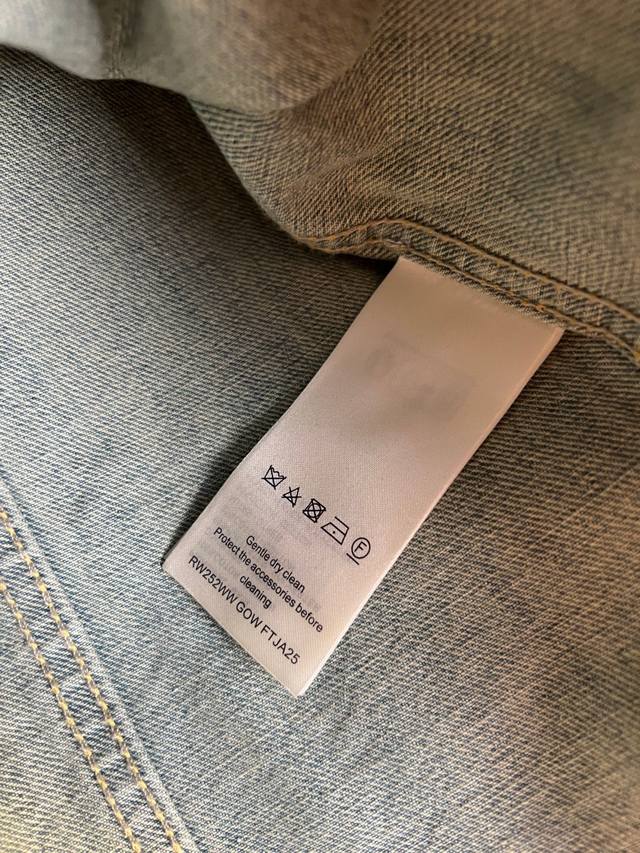 F
Gentle dry clean
Protect the accessories before
cleaning
RW252WW GOW FTJA25